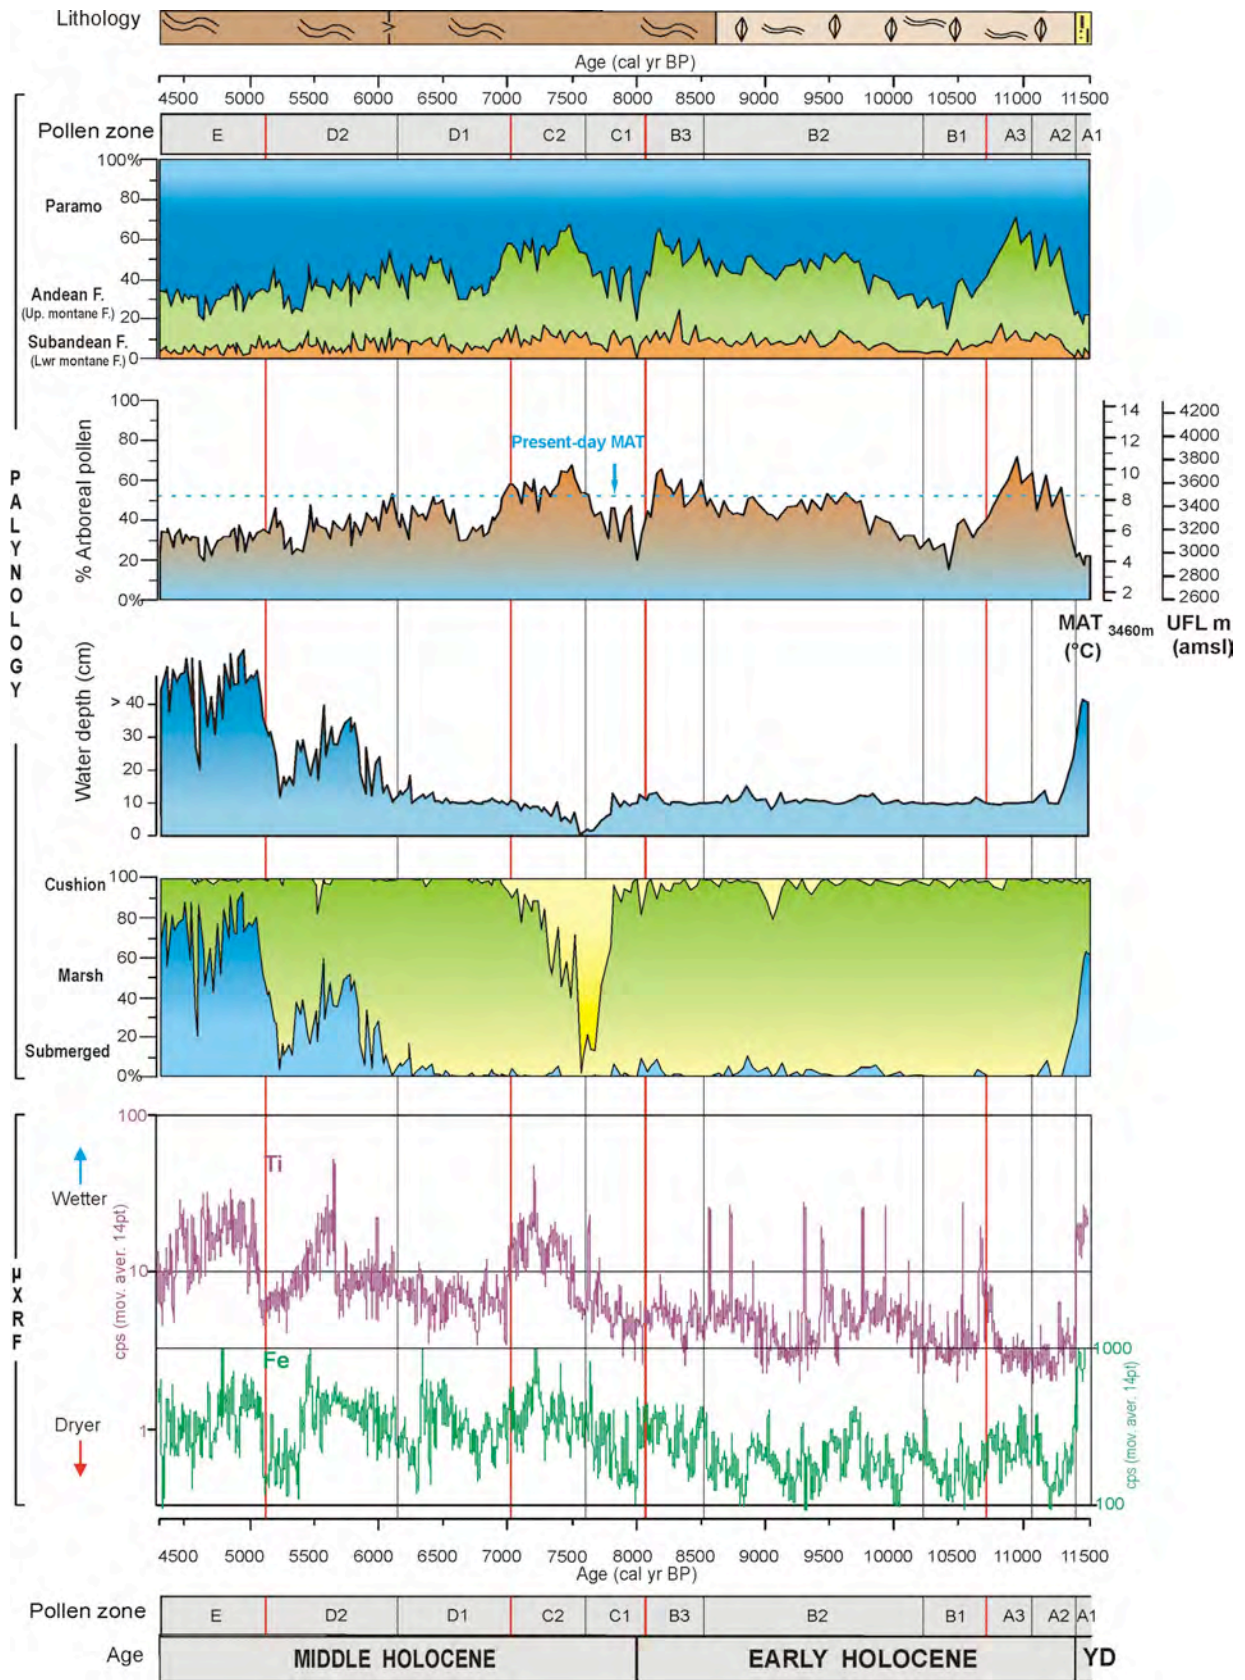 Lithology
Age (cal yr BP)
4500 5000 5500 6000 6500 7000 7500 8000 8500 9000 9500 10000 10500 11000 11500
Pollen zone E D2 D1 C2 C1 B3 B2 B1 A3 A2 A1
100%
80
60
40
20
0
Paramo
Andean F.
(Up. montane F.)
Subandean F.
(Lwr montane F.)
PALYNOLOGY
% Arboreal pollen
100
80
60
50
40
20
0%
Present-day MAT
14
12
10
8
6
4
2
MAT 3460m
(°C)
4200
4000
3800
3600
3400
3200
3000
2800
2600
UFL m
(amsl)
Water depth (cm)
> 40
30
20
10
0
Cushion
Marsh
Submerged
100
80
60
40
20
0%
µXRF
Wetter
Dryer
cps (mov. aver. 14pt)
100
10
1
Ti
Fe
1000
100
cps (mov. aver. 14pt)
4500 5000 5500 6000 6500 7000 7500 8000 8500 9000 9500 10000 10500 11000 11500
Age (cal yr BP)
Pollen zone E D2 D1 C2 C1 B3 B2 B1 A3 A2 A1
Age MIDDLE HOLOCENE EARLY HOLOCENE YD